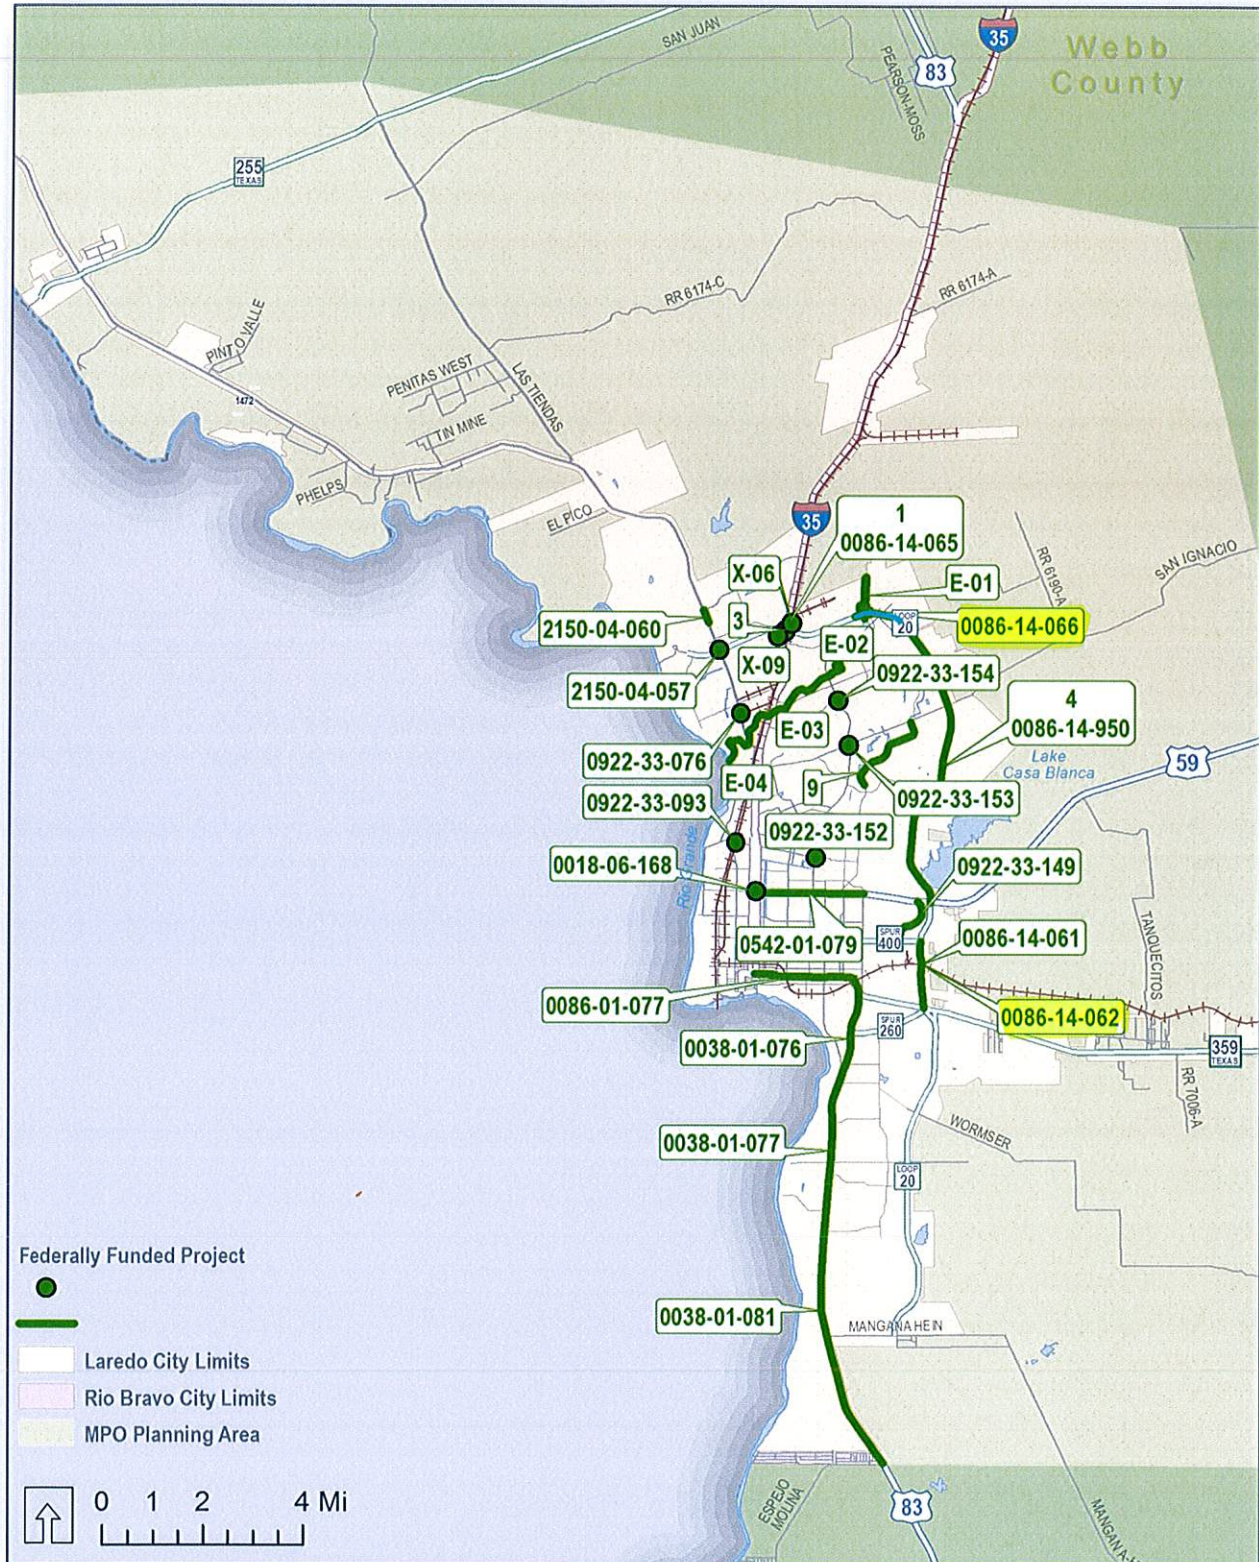 SAN JUAN
35
Webb
County
83
PEARSON-MOSS
255
TEXAS
RR 6174-C
RR 6174-A
PINTO VALLE
1472
PENITAS WEST
LAS TIENDAS
TIN MINE
PHELPS
EL PICO
35
1
0086-14-065
RR 6190-A
SAN IGNACIO
X-06
E-01
2150-04-060
3
LOOP
20
0086-14-066
E-02
X-09
0922-33-154
2150-04-057
4
0086-14-950
E-03
0922-33-076
Lake
Casa Blanca
59
E-04
9
0922-33-093
0922-33-153
0922-33-152
Rio Grande
0018-06-168
0922-33-149
0542-01-079
SPUR
400
0086-14-061
TANQUECITOS
0086-01-077
0086-14-062
SPUR
260
0038-01-076
359
TEXAS
RR 7006-A
WORMSER
0038-01-077
LOOP
20
Federally Funded Project
0038-01-081
MANGANA HEIN
Laredo City Limits
Rio Bravo City Limits
MPO Planning Area
0 1 2 4 Mi
ESPEJO
MOLINA
83